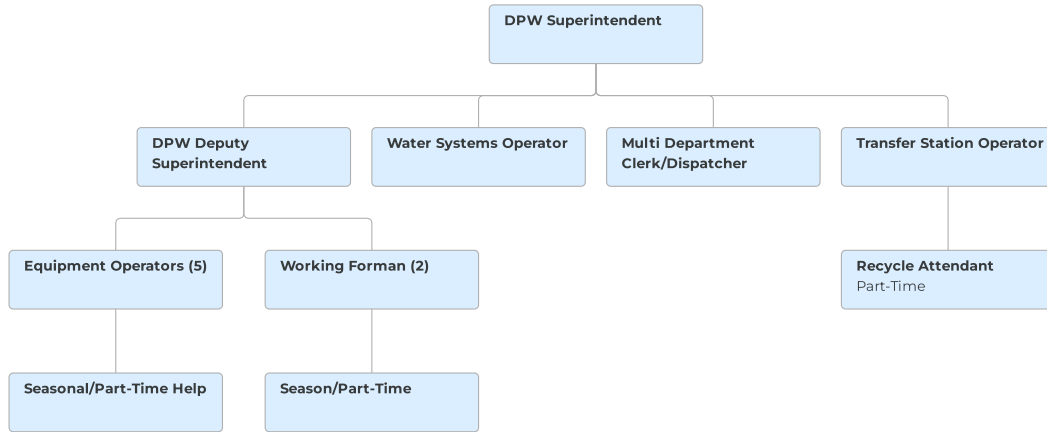 DPW Superintendent
DPW Deputy
Superintendent
Water Systems Operator
Multi Department
Clerk/Dispatcher
Transfer Station Operator
Equipment Operators (5)
Working Forman (2)
Recycle Attendant
Part-Time
Seasonal/Part-Time Help
Season/Part-Time